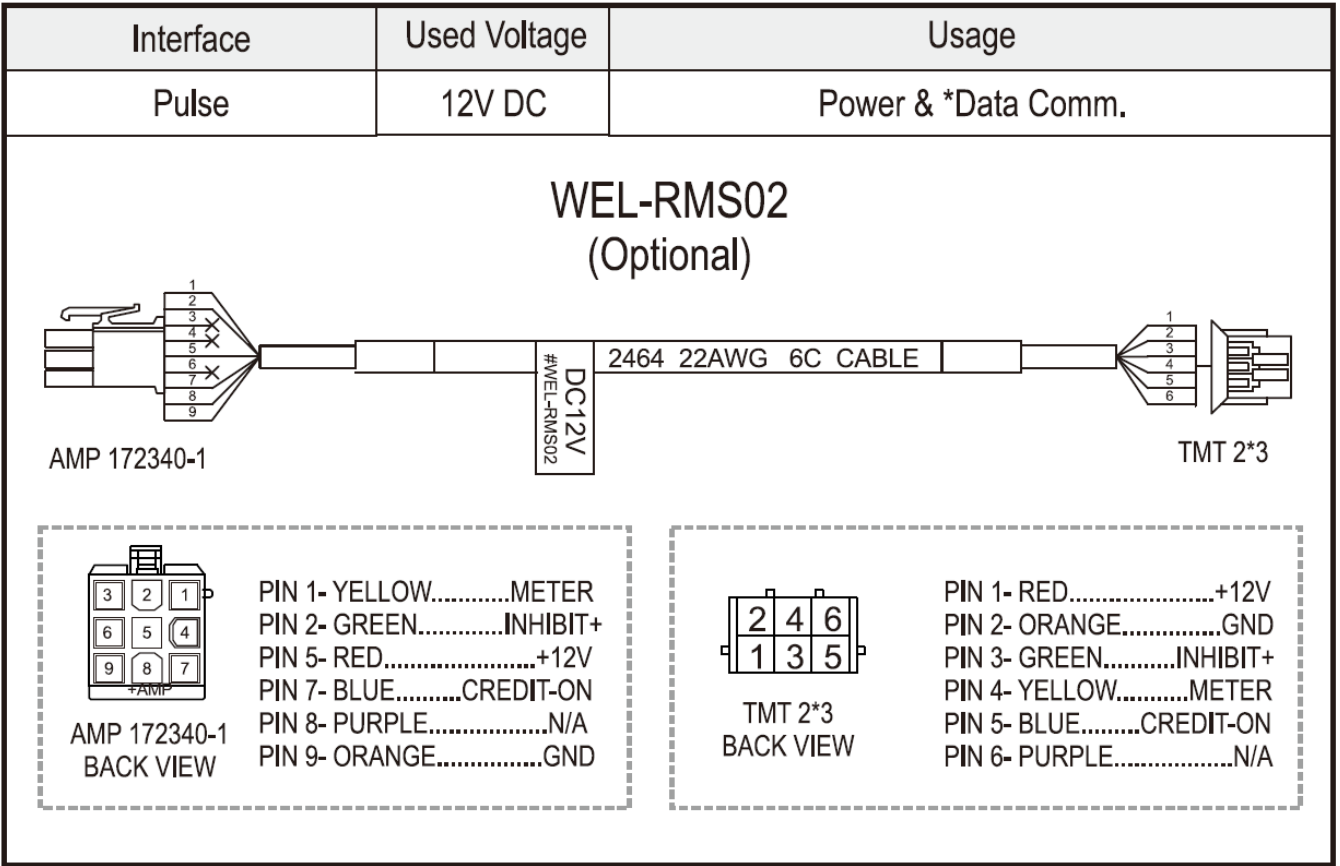 Interface Used Voltage Usage
Pulse 12V DC Power & *Data Comm.
WEL-RMS02
(Optional)
1
2
3
4
5
6
7
8
9
AMP 172340-1
DC12V
#WEL-RMS02
2464 22AWG 6C CABLE
1
2
3
4
5
6
TMT 2*3
3 2 1
6 5 4
9 8 7
+AMP
AMP 172340-1
BACK VIEW
PIN 1- YELLOW............METER
PIN 2- GREEN.............INHIBIT+
PIN 5- RED.......................+12V
PIN 7- BLUE..........CREDIT-ON
PIN 8- PURPLE..................N/A
PIN 9- ORANGE................GND
2 4 6
1 3 5
TMT 2*3
BACK VIEW
PIN 1- RED......................+12V
PIN 2- ORANGE...............GND
PIN 3- GREEN...........INHIBIT+
PIN 4- YELLOW...........METER
PIN 5- BLUE.........CREDIT-ON
PIN 6- PURPLE..................N/A